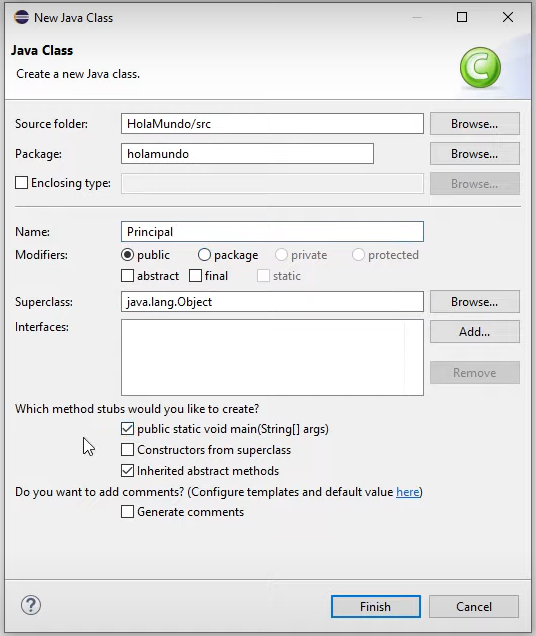 New Java Class
Java Class
Create a new Java class.
Source folder: HolaMundo/src Browse...
Package: holamundo Browse...
Enclosing type: Browse...
Name: Principal
Modifiers: public package private protected
abstract final static
Superclass: java.lang.Object Browse...
Interfaces: Add...
Remove
Which method stubs would you like to create?
public static void main(String[] args)
Constructors from superclass
Inherited abstract methods
Do you want to add comments? (Configure templates and default value here)
Generate comments
? Finish Cancel